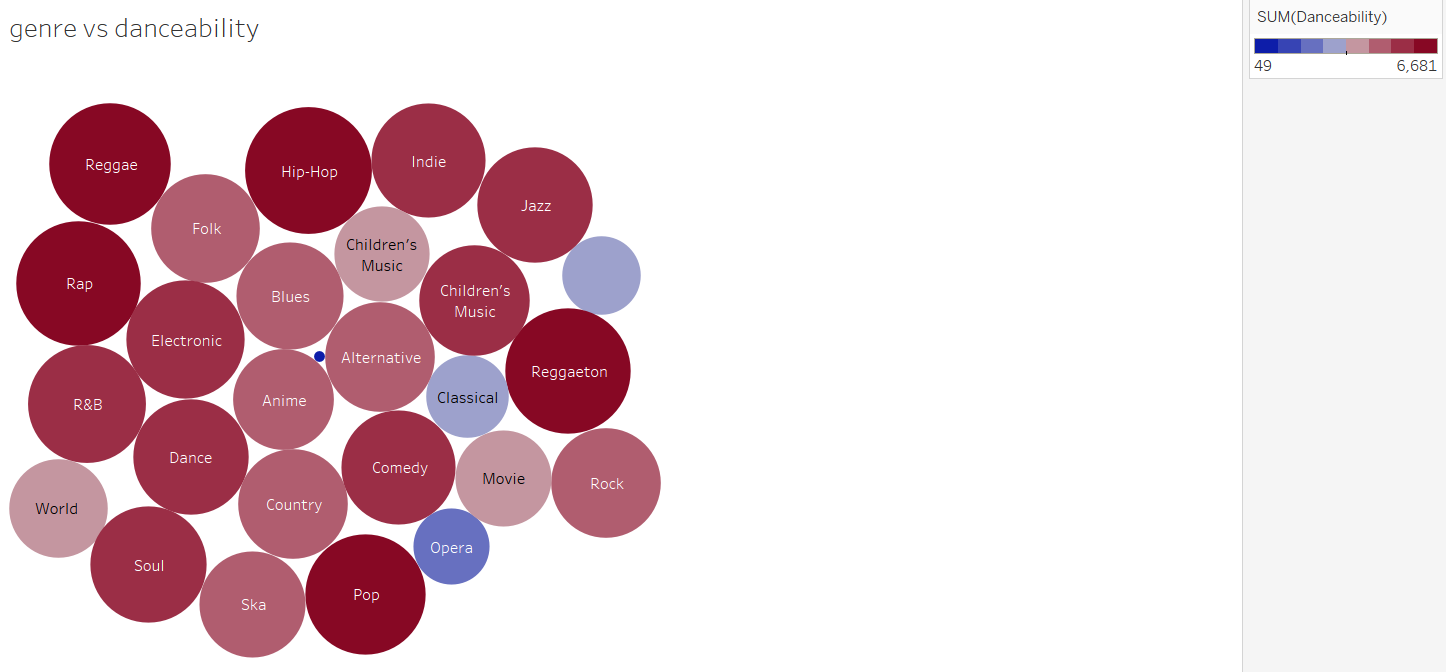 genre vs danceability
SUM(Danceability)
49
6,681
Reggae
Hip-Hop
Indie
Jazz
Folk
Children’s
Music
Rap
Blues
Children’s
Music
Electronic
Alternative
Reggaeton
R&B
Anime
Classical
Dance
Comedy
Movie
Rock
World
Country
Opera
Soul
Ska
Pop